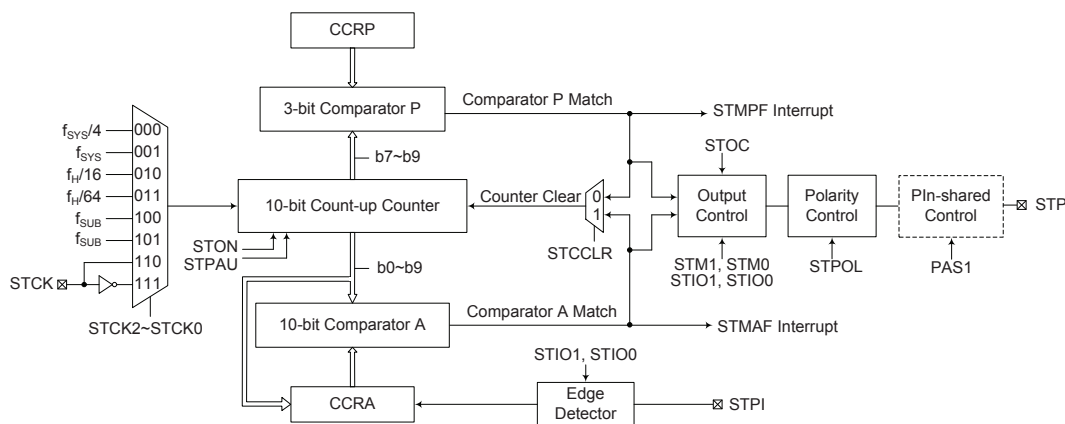 CCRP
3-bit Comparator P
Comparator P Match
STMPF Interrupt
b7~b9
STOC
fSYS/4
000
fSYS
001
fH/16
010
fH/64
011
fSUB
100
fSUB
101
110
111
STCK
STCK2~STCK0
10-bit Count-up Counter
STON
STPAU
Counter Clear
0
1
STCCLR
Output
Control
STM1, STM0
STIO1, STIO0
Polarity
Control
STPOL
PIn-shared
Control
PAS1
STP
b0~b9
10-bit Comparator A
Comparator A Match
STMAF Interrupt
STIO1, STIO0
CCRA
Edge
Detector
STPI